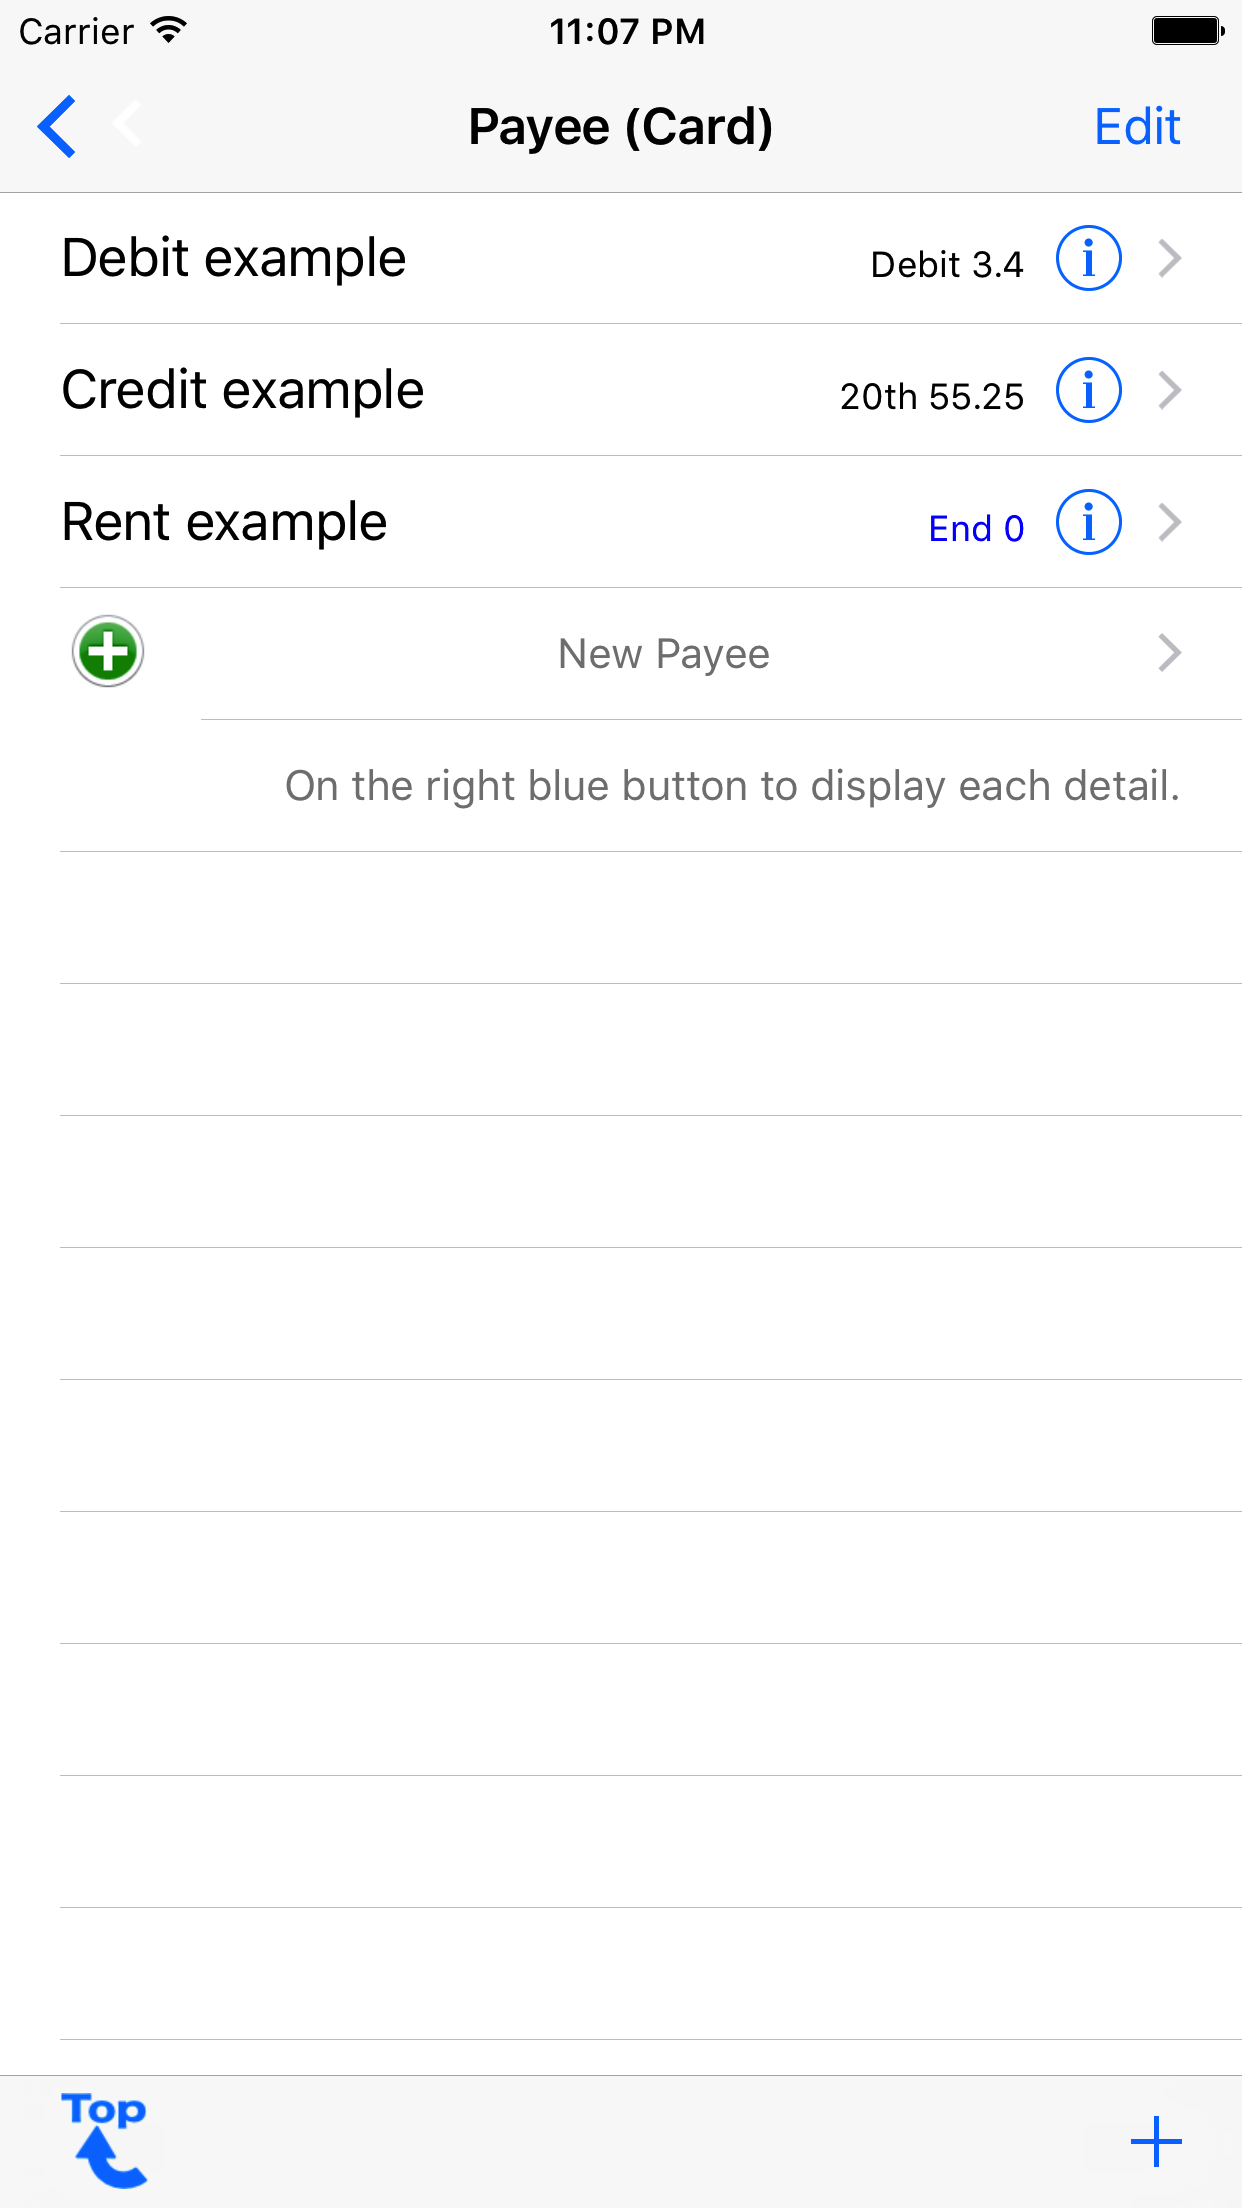 Carrier 11:07 PM
Payee (Card) Edit
Debit example Debit 3.4 i
Credit example 20th 55.25 i
Rent example End 0 i
New Payee
On the right blue button to display each detail.
Top